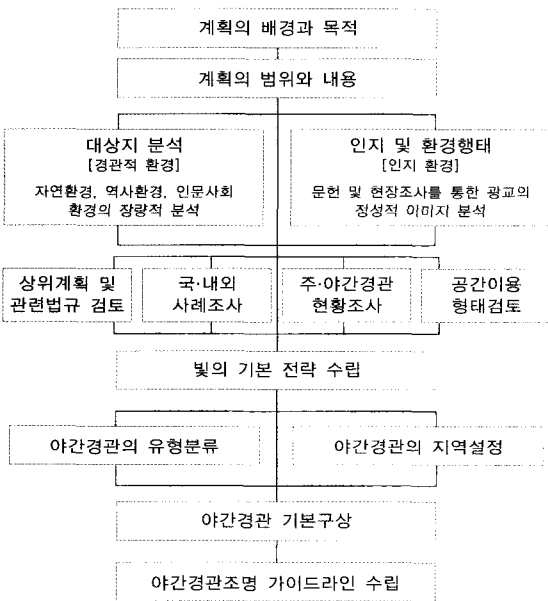 계획의 배경과 목적
계획의 범위와 내용
대상지 분석
[경관적 환경]
자연환경, 역사환경, 인문사회
환경의 장량적 분석
인지 및 환경행태
[인지 환경]
문헌 및 현장조사를 통한 광교의
정성적 이미지 분석
상위계획 및
관련법규 검토
국·내외
사례조사
주·야간경관
현황조사
공간이용
형태검토
빛의 기본 전략 수립
야간경관의 유형분류
야간경관의 지역설정
야간경관 기본구상
야간경관조명 가이드라인 수립